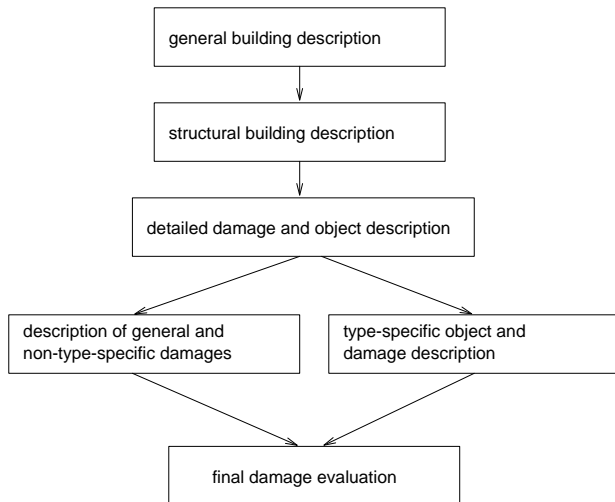 general building description
structural building description
detailed damage and object description
description of general and
non-type-specific damages
type-specific object and
damage description
final damage evaluation